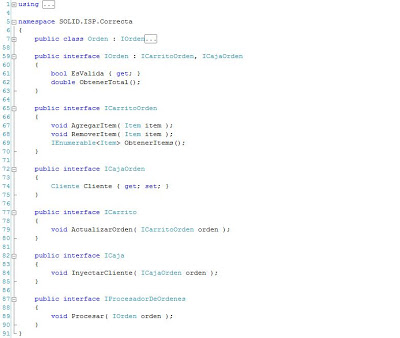 1 using ...
4
5 namespace SOLID.ISP.Correcta
6 {
7 public class Orden : IOrden...
58
59 public interface IOrden : ICarritoOrden, ICajaOrden
60 {
61 bool EsValida { get; }
62 double ObtenerTotal();
63 }
64
65 public interface ICarritoOrden
66 {
67 void AgregarItem( Item item );
68 void RemoverItem( Item item );
69 IEnumerable<Item> ObtenerItems();
70 }
71
72 public interface ICajaOrden
73 {
74 Cliente Cliente { get; set; }
75 }
76
77 public interface ICarrito
78 {
79 void ActualizarOrden( ICarritoOrden orden );
80 }
81
82 public interface ICaja
83 {
84 void InyectarCliente( ICajaOrden orden );
85 }
86
87 public interface IProcesadorDeOrdenes
88 {
89 void Procesar( IOrden orden );
90 }
91 }